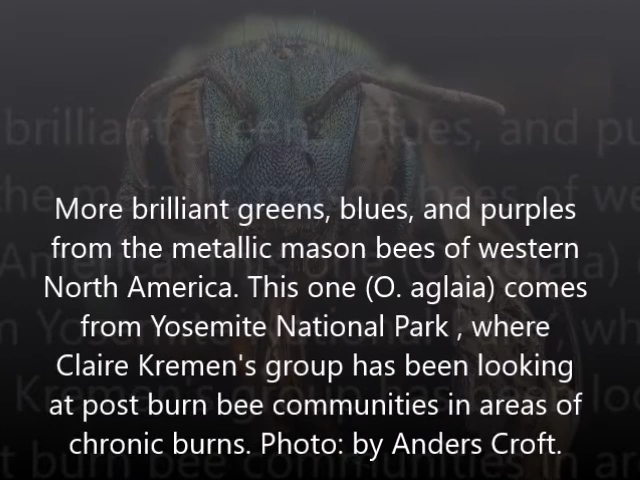 More brilliant greens, blues, and purples
from the metallic mason bees of western
North America. This one (O. aglaia) comes
from Yosemite National Park , where
Claire Kremen's group has been looking
at post burn bee communities in areas of
chronic burns. Photo: by Anders Croft.